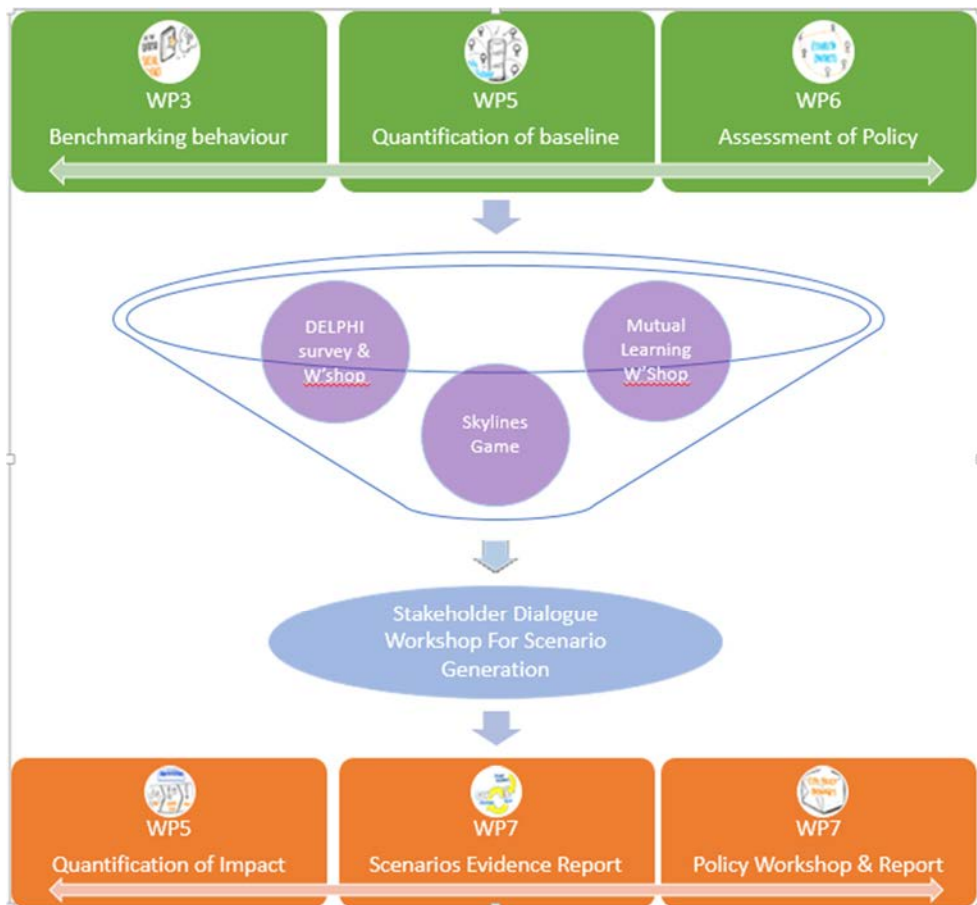 WP3
Benchmarking behaviour
WP5
Quantification of baseline
WP6
Assessment of Policy
DELPHI
survey &
W'shop
Mutual
Learning
W'Shop
Skylines
Game
Stakeholder Dialogue
Workshop For Scenario
Generation
WP5
Quantification of Impact
WP7
Scenarios Evidence Report
WP7
Policy Workshop & Report